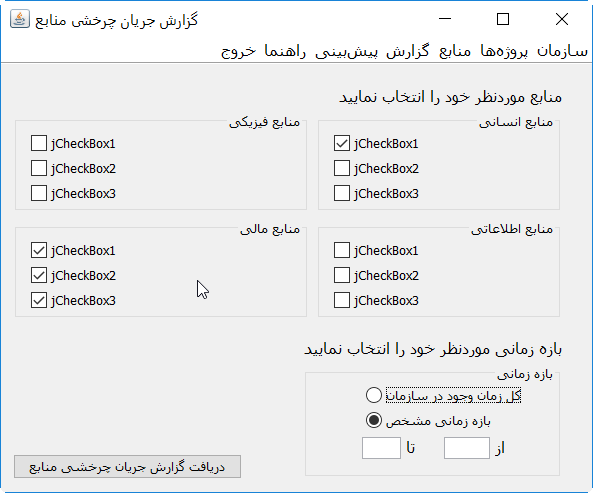 گزارش جریان چرخشی منابع
سازمان پروژه‌ها منابع گزارش پیش‌بینی راهنما خروج
منابع موردنظر خود را انتخاب نمایید
منابع انسانی
jCheckBox1
jCheckBox2
jCheckBox3
منابع فیزیکی
jCheckBox1
jCheckBox2
jCheckBox3
منابع اطلاعاتی
jCheckBox1
jCheckBox2
jCheckBox3
منابع مالی
jCheckBox1
jCheckBox2
jCheckBox3
بازه زمانی موردنظر خود را انتخاب نمایید
بازه زمانی
کل زمان وجود در سازمان
بازه زمانی مشخص
از تا
دریافت گزارش جریان چرخشی منابع